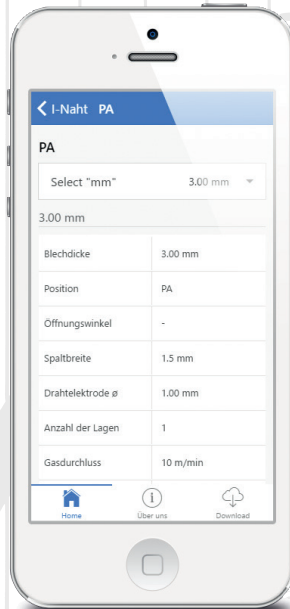 I-Naht PA
PA
Select "mm" 3.00 mm
3.00 mm
Blechdicke 3.00 mm
Position PA
Öffnungswinkel -
Spaltbreite 1.5 mm
Drahtelektrode ø 1.00 mm
Anzahl der Lagen 1
Gasdurchluss 10 m/min
Home Über uns Download